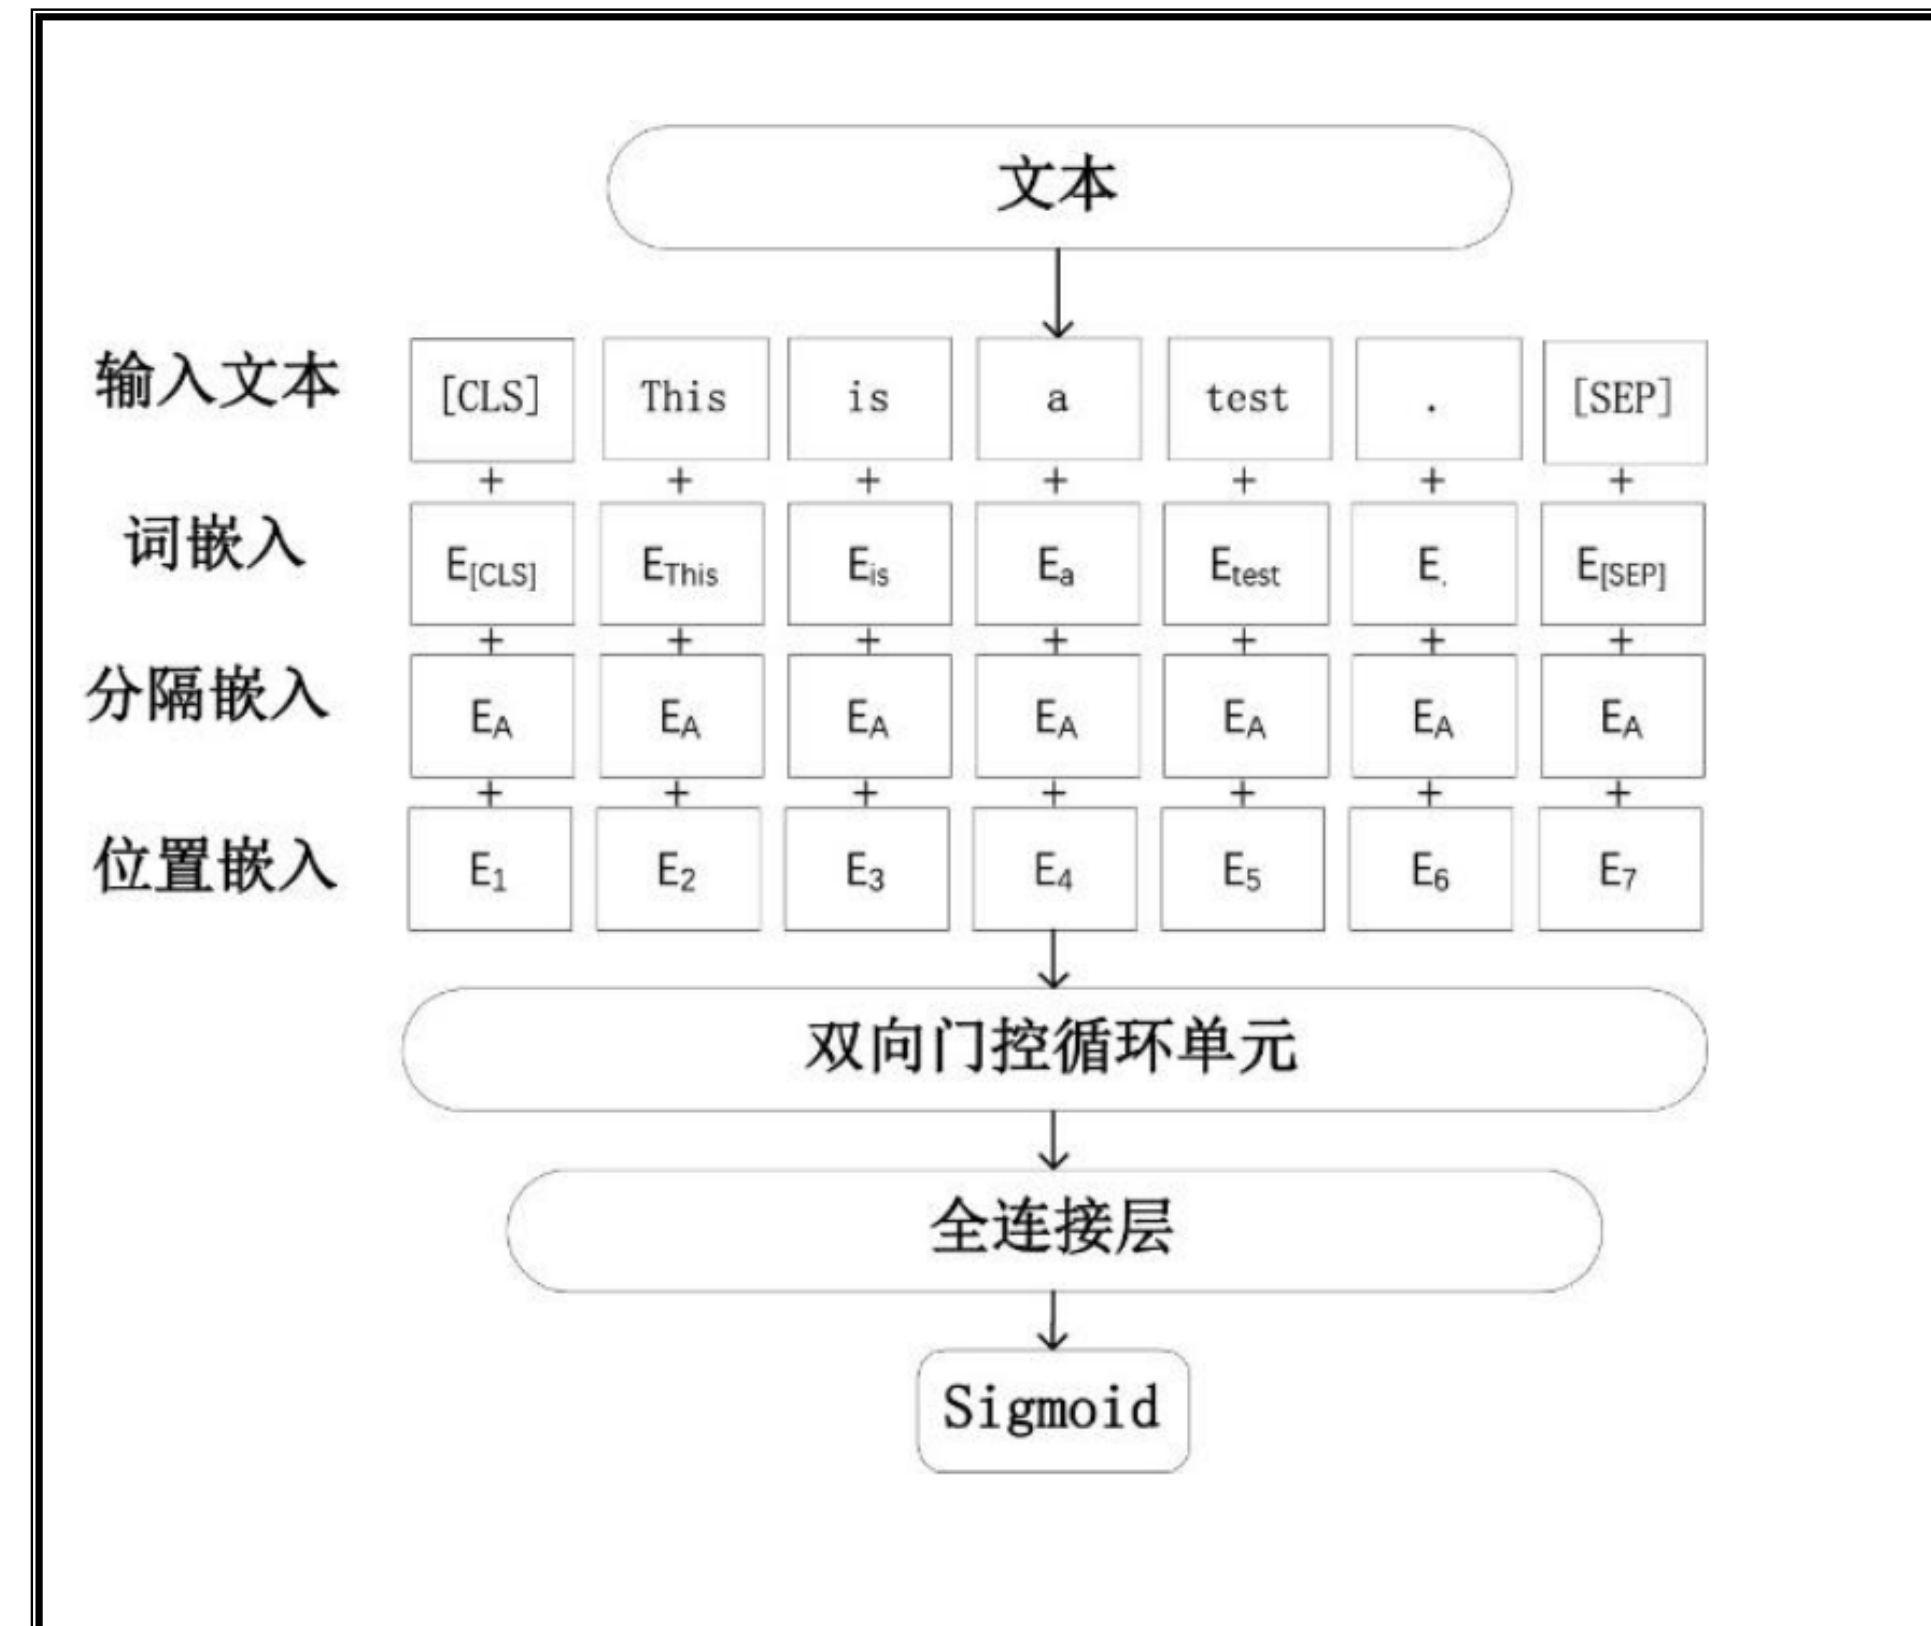 文本
输入文本 [CLS] This is a test . [SEP]
+ + + + + + +
词嵌入 E[CLS] EThis Eis Ea Etest E. E[SEP]
+ + + + + + +
分隔嵌入 EA EA EA EA EA EA EA
+ + + + + + +
位置嵌入 E1 E2 E3 E4 E5 E6 E7
双向门控循环单元
全连接层
Sigmoid